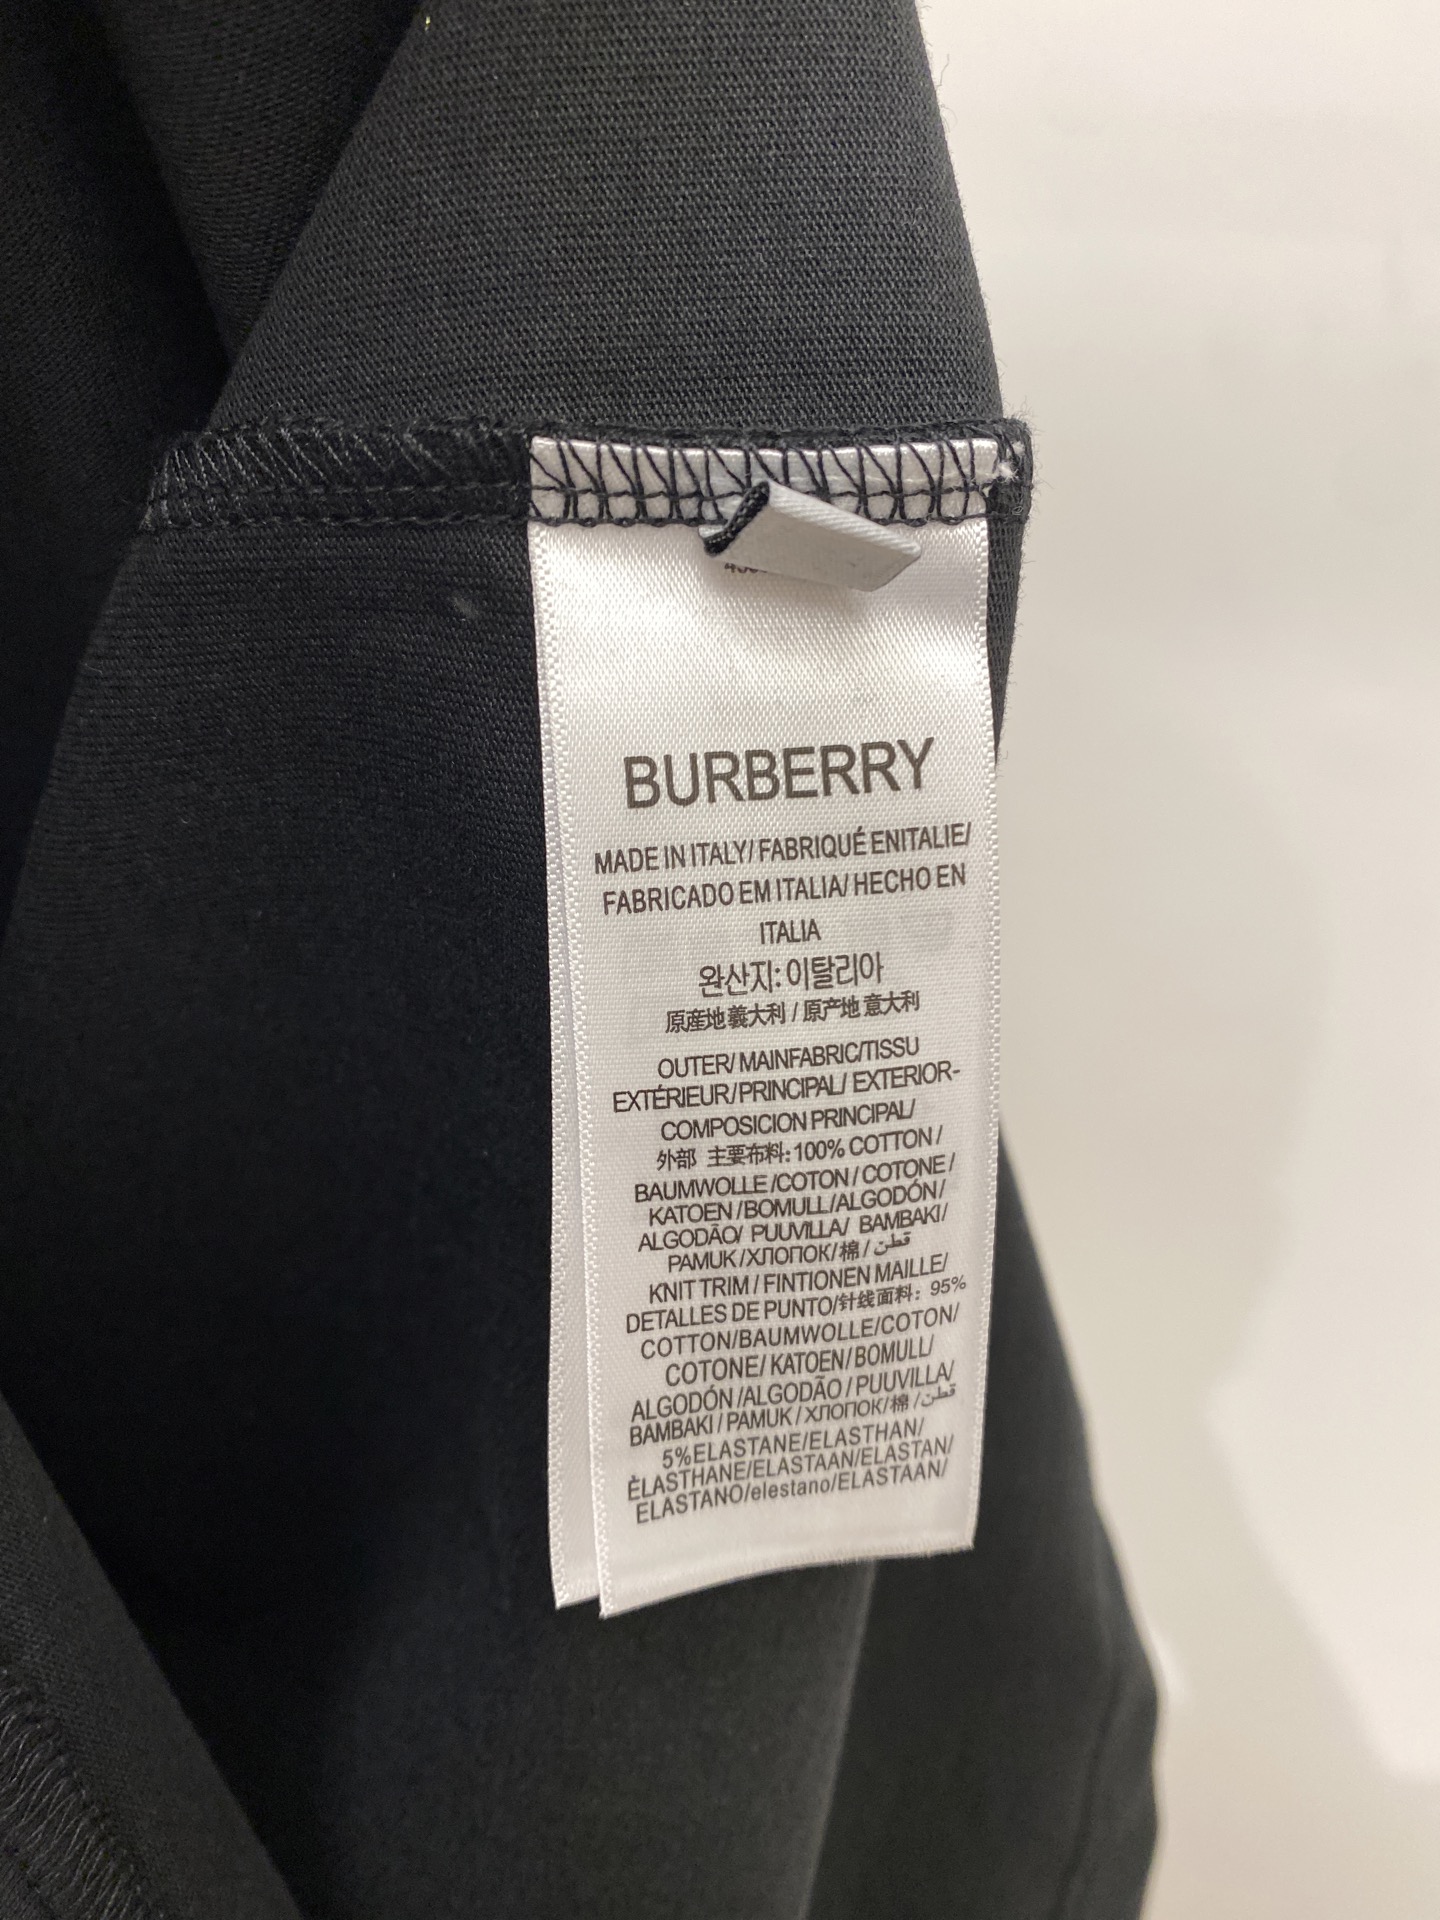 BURBERRY
MADE IN ITALY/FABRIQUÉ ENITALIE/
FABRICADO EM ITALIA/ HECHO EN
ITALIA
완산지: 이탈리아
原産地 義大利 / 原产地 意大利
OUTER/ MAINFABRIC/TISSU
EXTÉRIEUR/PRINCIPAL/ EXTERIOR-
COMPOSICION PRINCIPAL/
外部 主要布料: 100% COTTON /
BAUMWOLLE /COTON / COTONE /
KATOEN /BOMULL/ALGODÓN/
ALGODÃO/ PUUVILLA/ BAMBAKI/
PAMUK /ХЛОПОК/棉 / قطن
KNIT TRIM / FINTIONEN MAILLE/
DETALLES DE PUNTO/针线面料: 95%
COTTON/BAUMWOLLE/COTON/
COTONE/ KATOEN/BOMULL/
ALGODÓN /ALGODÃO / PUUVILLA/
BAMBAKI / PAMUK / ХЛОПОК/棉 /قطن
5%ELASTANE/ELASTHAN/
ÈLASTHANE/ELASTAAN/ELASTAN/
ELASTANO/elestano/ELASTAAN/